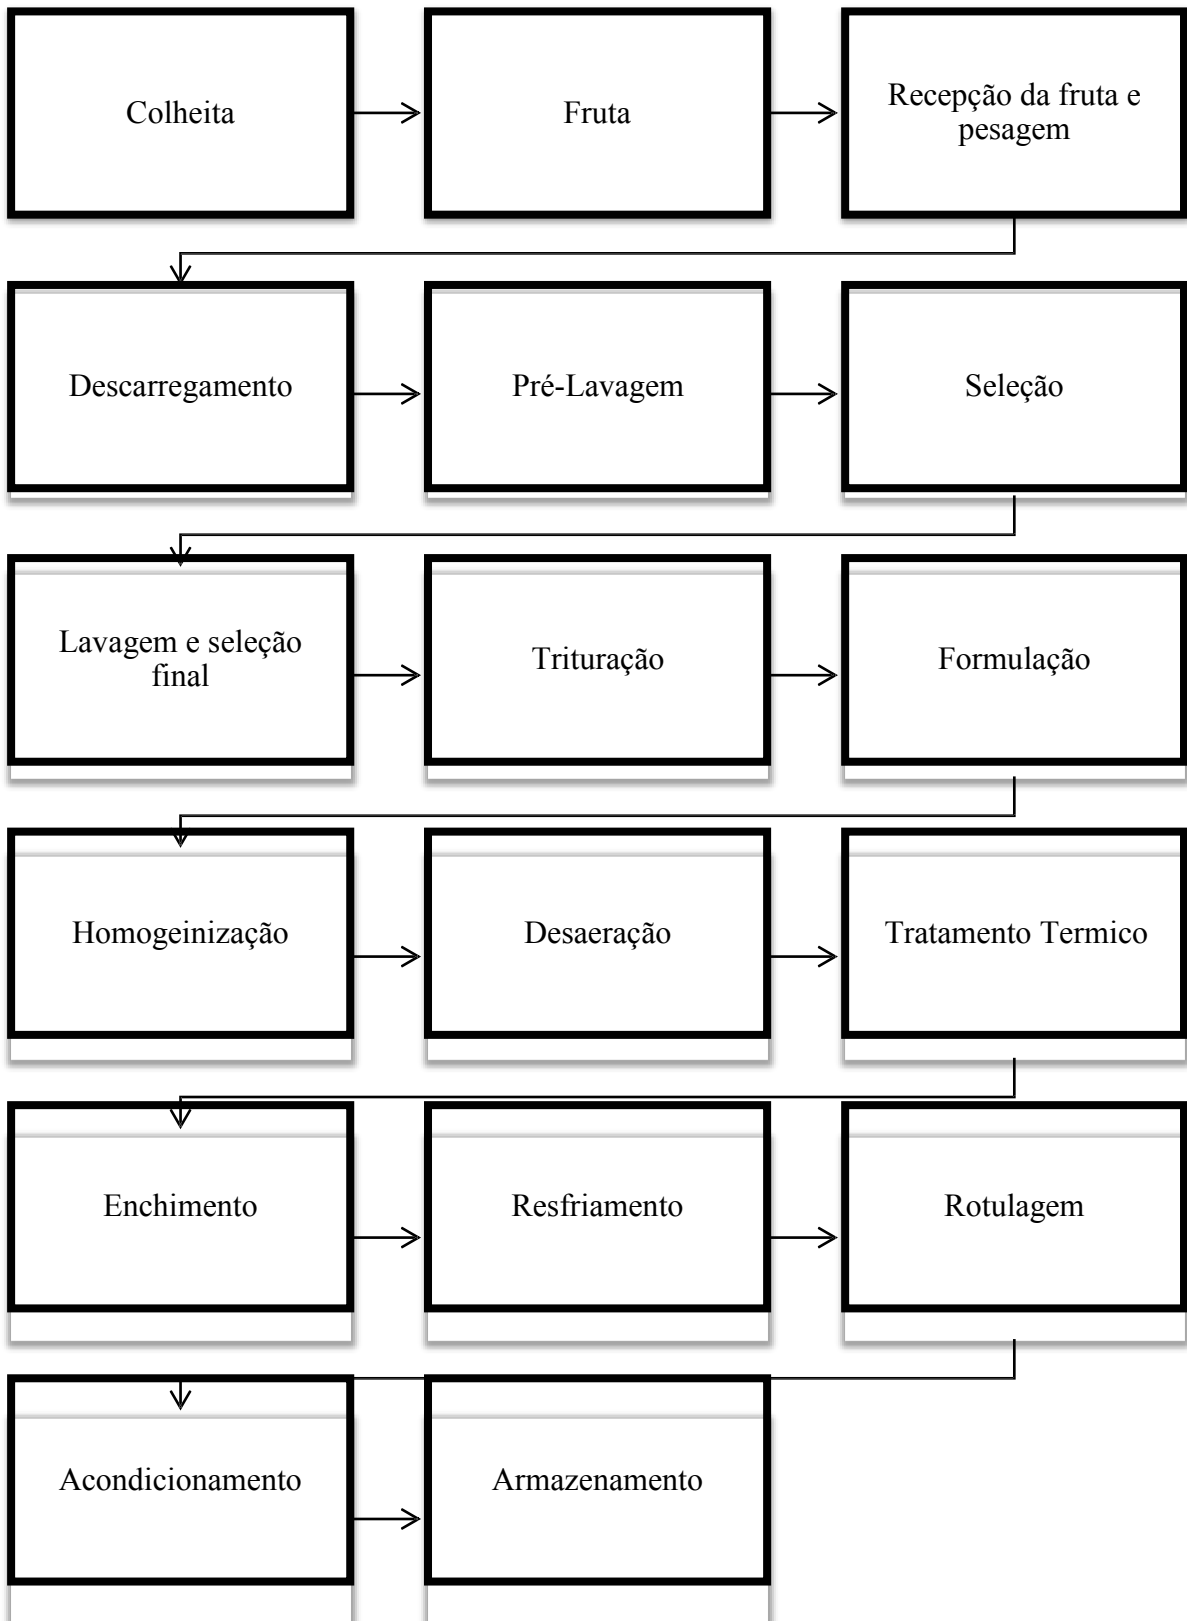 Colheita
Fruta
Recepção da fruta e
pesagem
Descarregamento
Pré-Lavagem
Seleção
Lavagem e seleção
final
Trituração
Formulação
Homogeinização
Desaeração
Tratamento Termico
Enchimento
Resfriamento
Rotulagem
Acondicionamento
Armazenamento